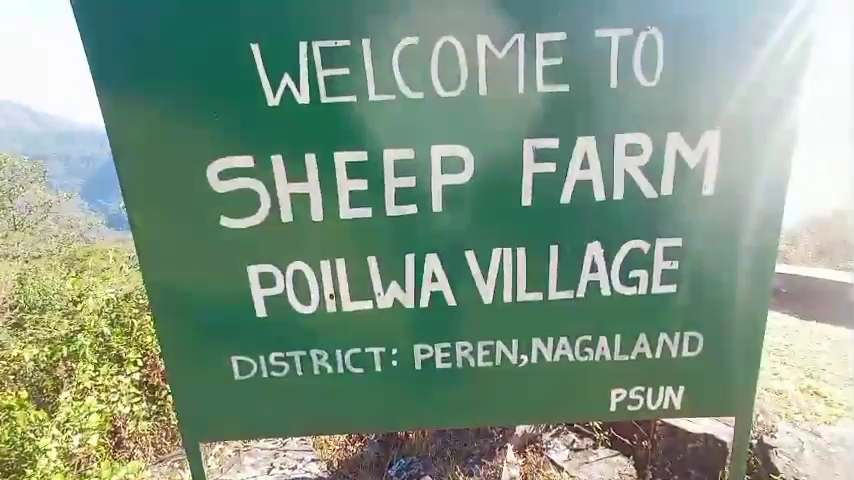 WELCOME TO
SHEEP FARM
POILWA VILLAGE
DISTRICT: PEREN, NAGALAND
PSUN